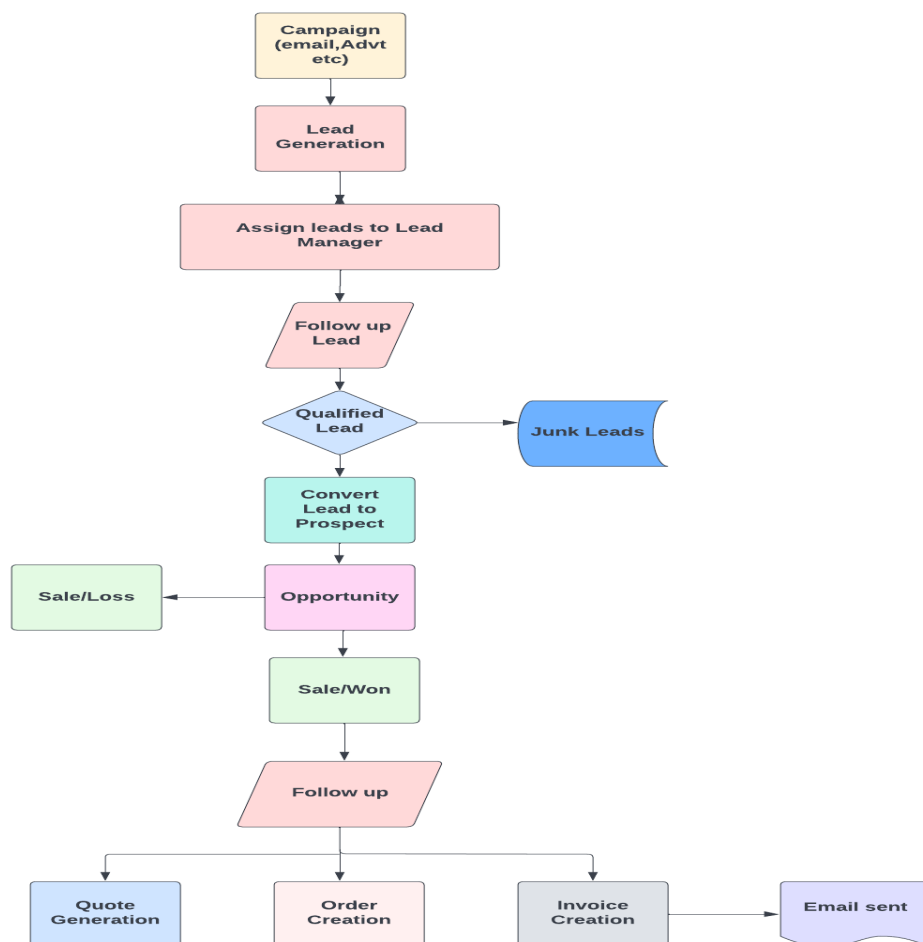 Campaign
(email,Advt
etc)
Lead
Generation
Assign leads to Lead
Manager
Follow up
Lead
Qualified
Lead
Junk Leads
Convert
Lead to
Prospect
Sale/Loss
Opportunity
Sale/Won
Follow up
Quote
Generation
Order
Creation
Invoice
Creation
Email sent